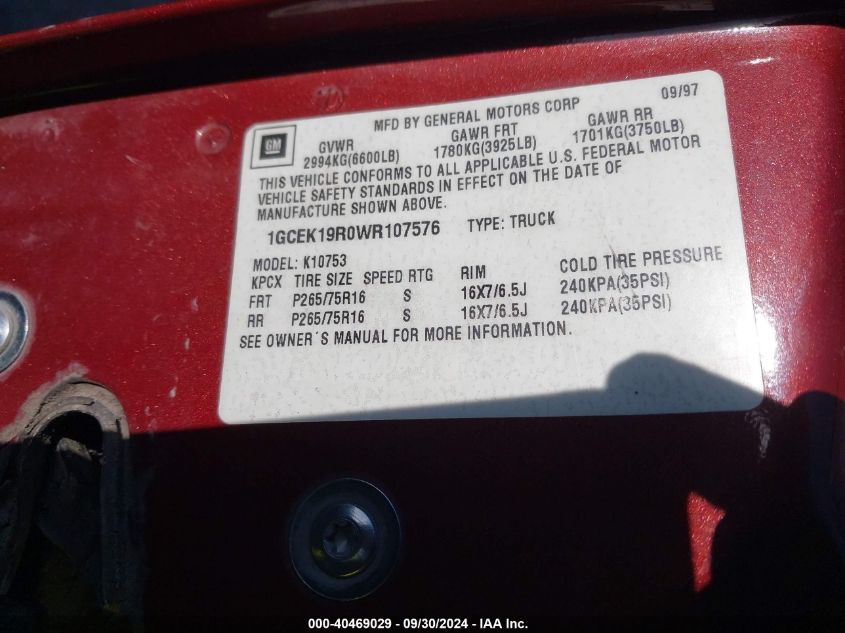 MFD BY GENERAL MOTORS CORP 09/97
GM
GVWR GAWR FRT GAWR RR
2994KG(6600LB) 1780KG(3925LB) 1701KG(3750LB)
THIS VEHICLE CONFORMS TO ALL APPLICABLE U.S. FEDERAL MOTOR
VEHICLE SAFETY STANDARDS IN EFFECT ON THE DATE OF
MANUFACTURE SHOWN ABOVE.
1GCEK19R0WR107576 TYPE: TRUCK
MODEL: K10753
KPCX TIRE SIZE SPEED RTG RIM COLD TIRE PRESSURE
FRT P265/75R16 S 16X7/6.5J 240KPA(35PSI)
RR P265/75R16 S 16X7/6.5J 240KPA(35PSI)
SEE OWNER´S MANUAL FOR MORE INFORMATION.
000-40469029 - 09/30/2024 - IAA Inc.